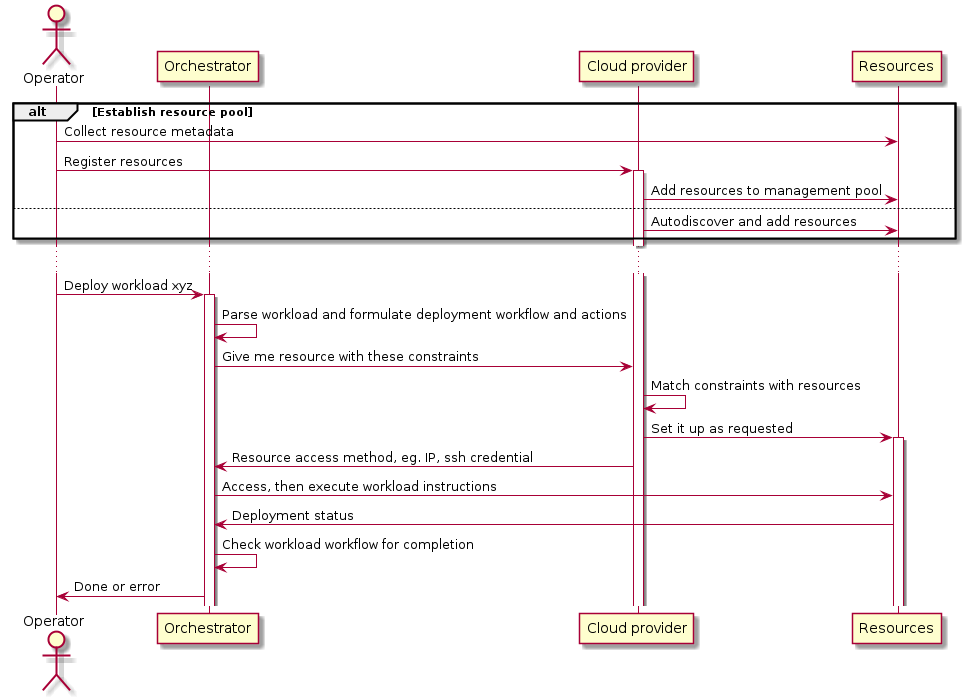 Operator
Orchestrator
Cloud provider
Resources
alt
[Establish resource pool]
Collect resource metadata
Register resources
Add resources to management pool
Autodiscover and add resources
Deploy workload xyz
Parse workload and formulate deployment workflow and actions
Give me resource with these constraints
Match constraints with resources
Set it up as requested
Resource access method, eg. IP, ssh credential
Access, then execute workload instructions
Deployment status
Check workload workflow for completion
Done or error
Operator
Orchestrator
Cloud provider
Resources